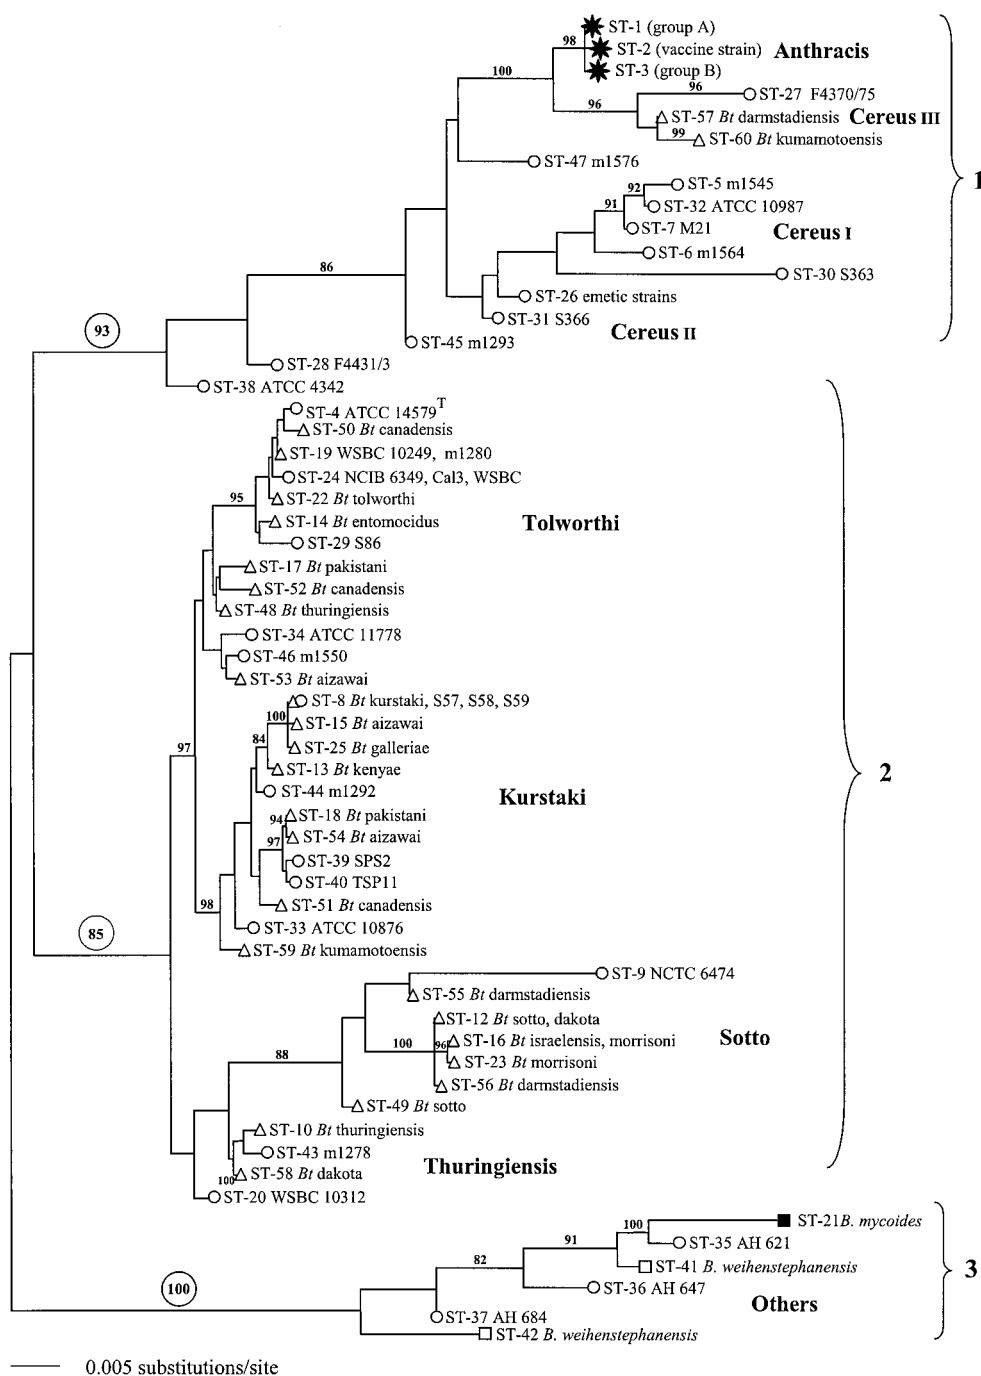 ST-1 (group A)
98
ST-2 (vaccine strain)
Anthracis
ST-3 (group B)
100
96
ST-27 F4370/75
96
ST-57 Bt darmstadiensis
Cereus III
99
ST-60 Bt kumamotoensis
ST-47 m1576
1
92
ST-5 m1545
91
ST-32 ATCC 10987
ST-7 M21
Cereus I
ST-6 m1564
86
ST-30 S363
ST-26 emetic strains
ST-31 S366
Cereus II
93
ST-45 m1293
ST-28 F4431/3
ST-38 ATCC 4342
ST-4 ATCC 14579T
ST-50 Bt canadensis
ST-19 WSBC 10249, m1280
ST-24 NCIB 6349, Cal3, WSBC
95
ST-22 Bt tolworthi
ST-14 Bt entomocidus
Tolworthi
ST-29 S86
ST-17 Bt pakistani
ST-52 Bt canadensis
ST-48 Bt thuringiensis
ST-34 ATCC 11778
ST-46 m1550
ST-53 Bt aizawai
ST-8 Bt kurstaki, S57, S58, S59
100
ST-15 Bt aizawai
84
97
ST-25 Bt galleriae
ST-13 Bt kenyae
2
ST-44 m1292
Kurstaki
94
ST-18 Bt pakistani
ST-54 Bt aizawai
97
ST-39 SPS2
ST-40 TSP11
98
ST-51 Bt canadensis
85
ST-33 ATCC 10876
ST-59 Bt kumamotoensis
ST-9 NCTC 6474
ST-55 Bt darmstadiensis
ST-12 Bt sotto, dakota
100
96
ST-16 Bt israelensis, morrisoni
Sotto
88
ST-23 Bt morrisoni
ST-56 Bt darmstadiensis
ST-49 Bt sotto
ST-10 Bt thuringiensis
ST-43 m1278
Thuringiensis
100
ST-58 Bt dakota
ST-20 WSBC 10312
100
ST-21B. mycoides
91
ST-35 AH 621
82
ST-41 B. weihenstephanensis
3
100
ST-36 AH 647
Others
ST-37 AH 684
ST-42 B. weihenstephanensis
0.005 substitutions/site